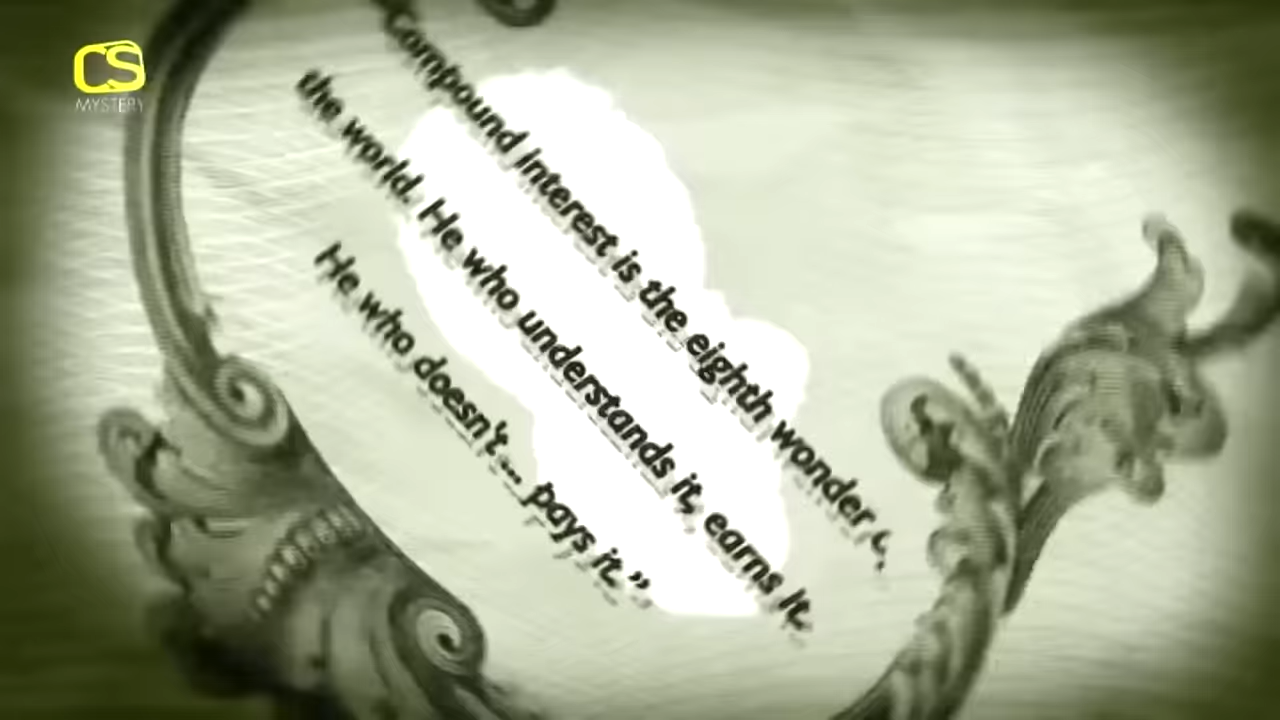 CS
MYSTERY
Compound Interest is the eighth wonder
the world. He who understands it, earns it.
He who doesn't... pays it.”